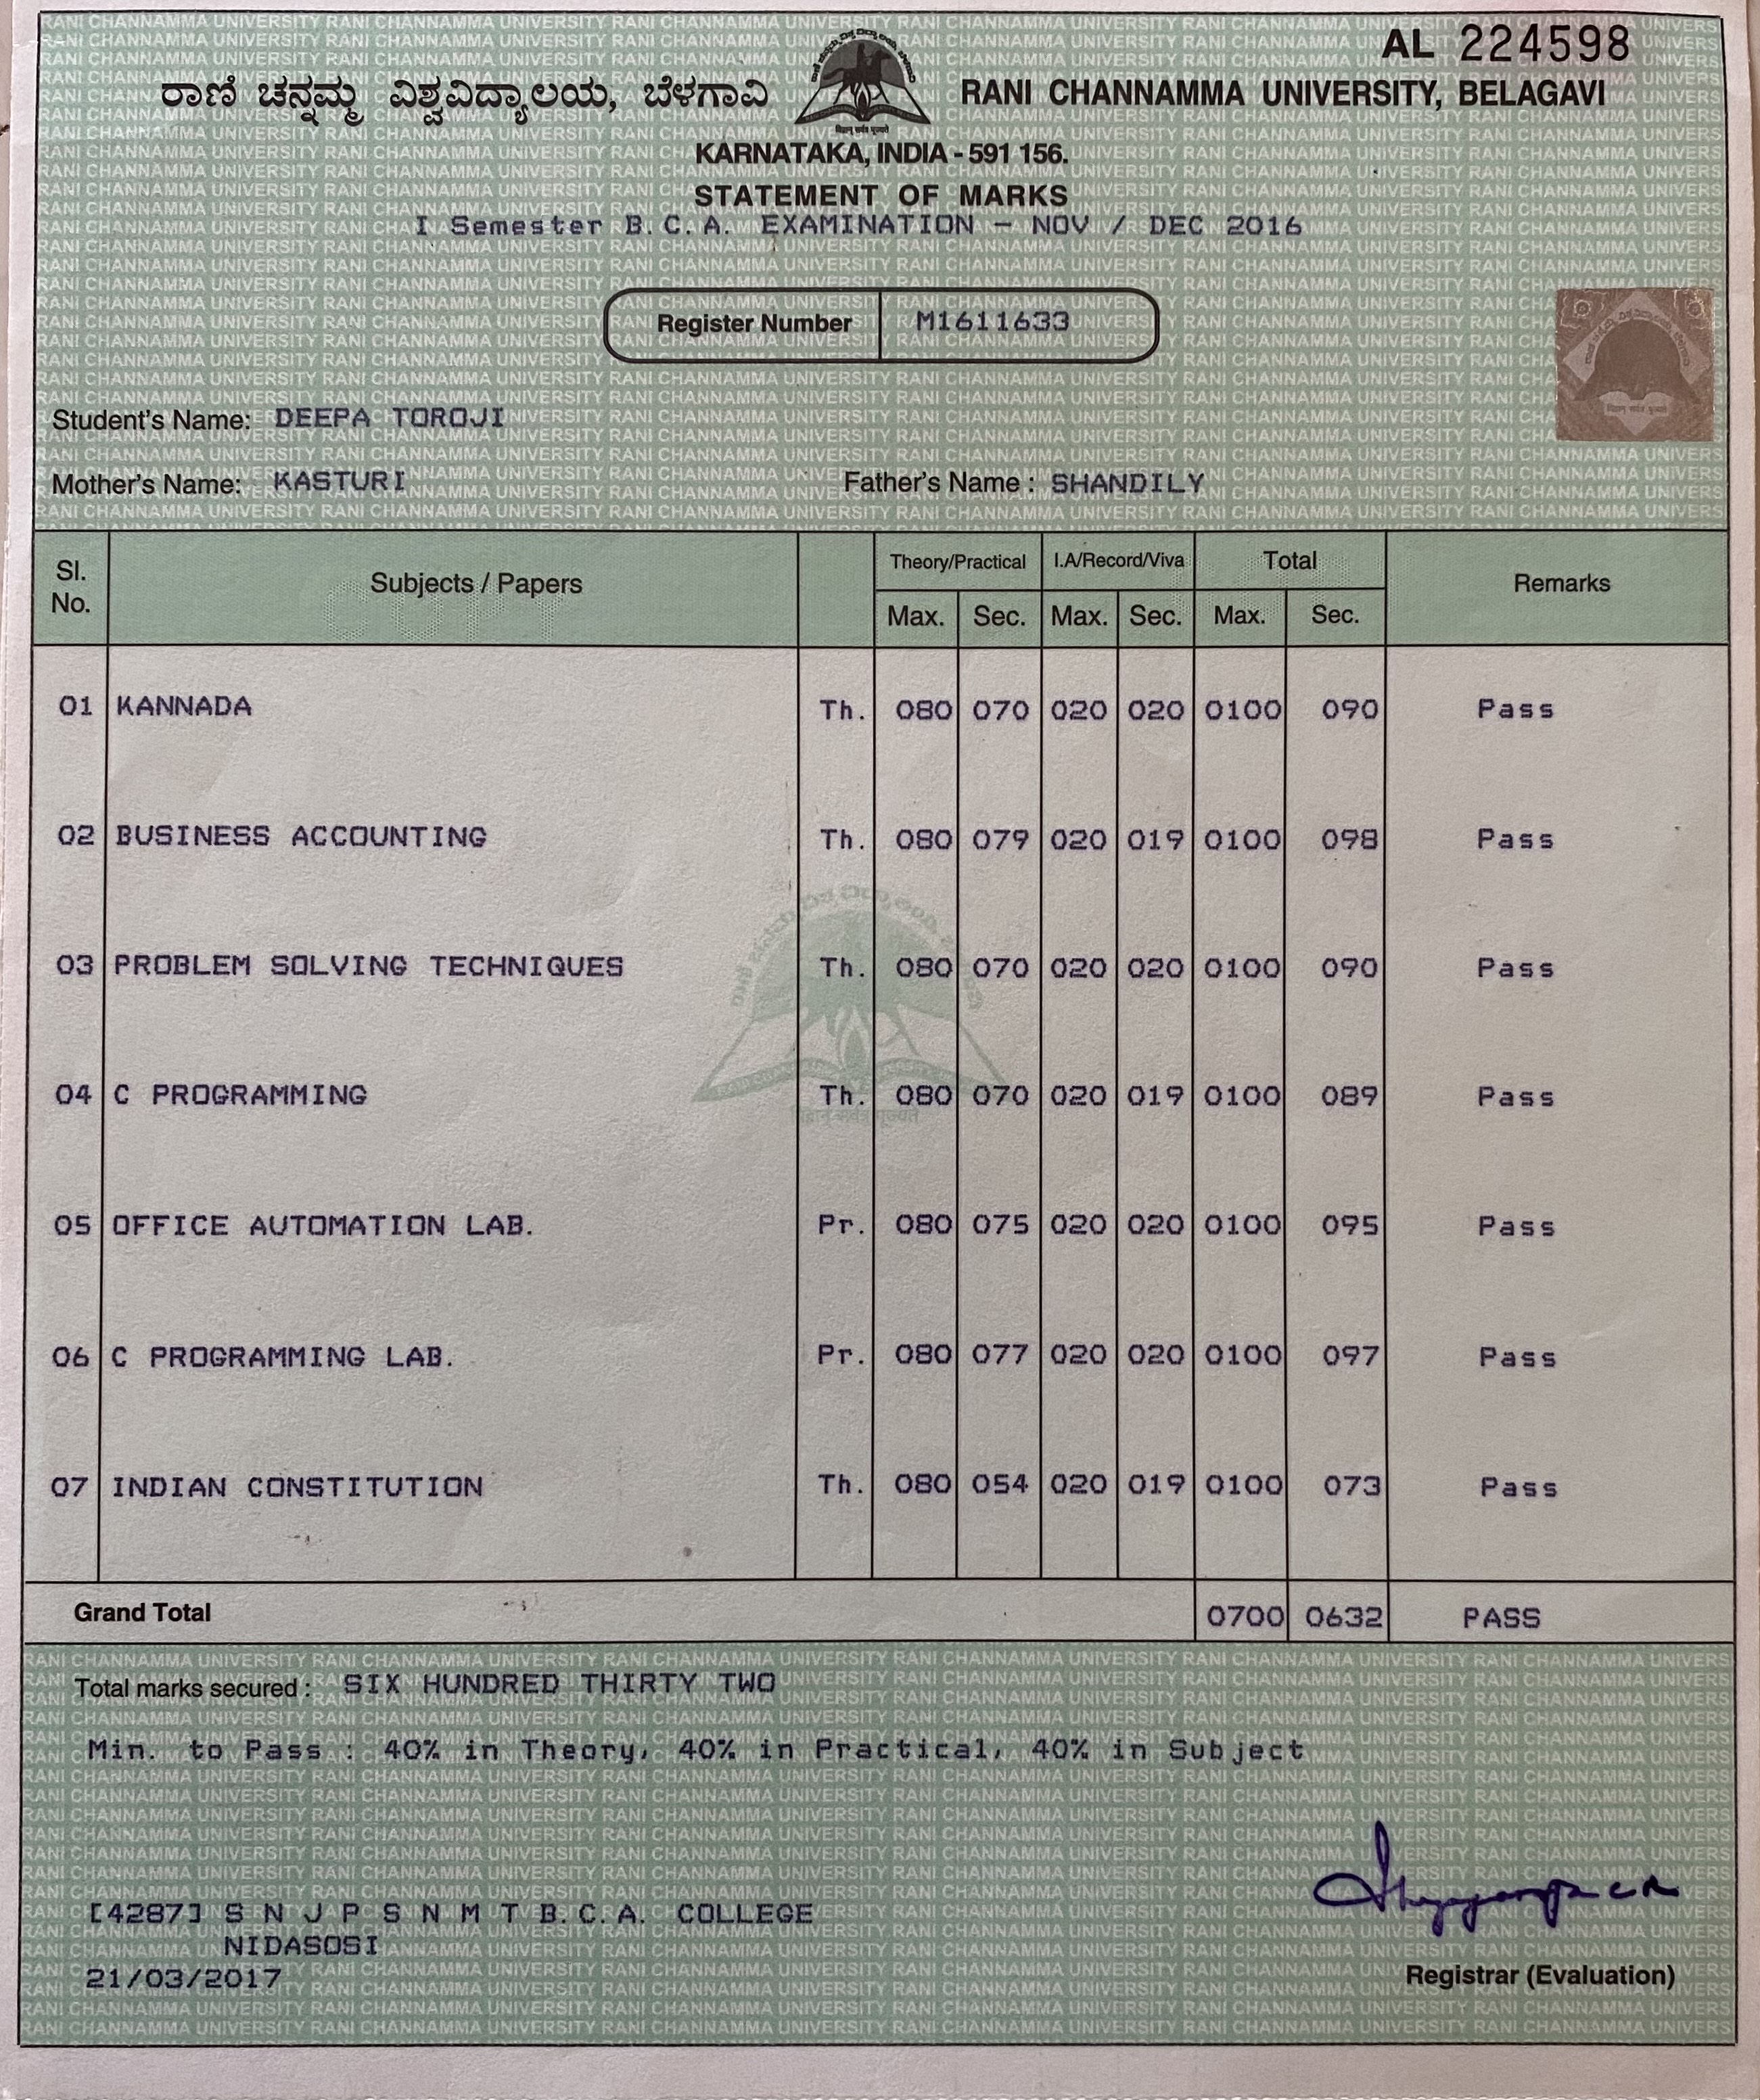 AL 224598
ರಾಣಿ ಚನ್ನಮ್ಮ ವಿಶ್ವವಿದ್ಯಾಲಯ, ಬೆಳಗಾವಿ RANI CHANNAMMA UNIVERSITY, BELAGAVI
विद्वान् सर्वत्र पूज्यते
KARNATAKA, INDIA - 591 156.
STATEMENT OF MARKS
I Semester B.C.A. EXAMINATION - NOV / DEC 2016
Register Number M1611633
Student's Name: DEEPA TOROJI
Mother's Name: KASTURI Father's Name : SHANDILY
Sl. No. Subjects / Papers Theory/Practical I.A/Record/Viva Total Remarks
Max. Sec. Max. Sec. Max. Sec.
01 KANNADA Th. 080 070 020 020 0100 090 Pass
02 BUSINESS ACCOUNTING Th. 080 079 020 019 0100 098 Pass
03 PROBLEM SOLVING TECHNIQUES Th. 080 070 020 020 0100 090 Pass
04 C PROGRAMMING Th. 080 070 020 019 0100 089 Pass
05 OFFICE AUTOMATION LAB. Pr. 080 075 020 020 0100 095 Pass
06 C PROGRAMMING LAB. Pr. 080 077 020 020 0100 097 Pass
07 INDIAN CONSTITUTION Th. 080 054 020 019 0100 073 Pass
Grand Total 0700 0632 PASS
Total marks secured : SIX HUNDRED THIRTY TWO
Min. to Pass : 40% in Theory, 40% in Practical, 40% in Subject
[4287] S N J P S N M T B.C.A. COLLEGE
NIDASOSI
21/03/2017
Registrar (Evaluation)